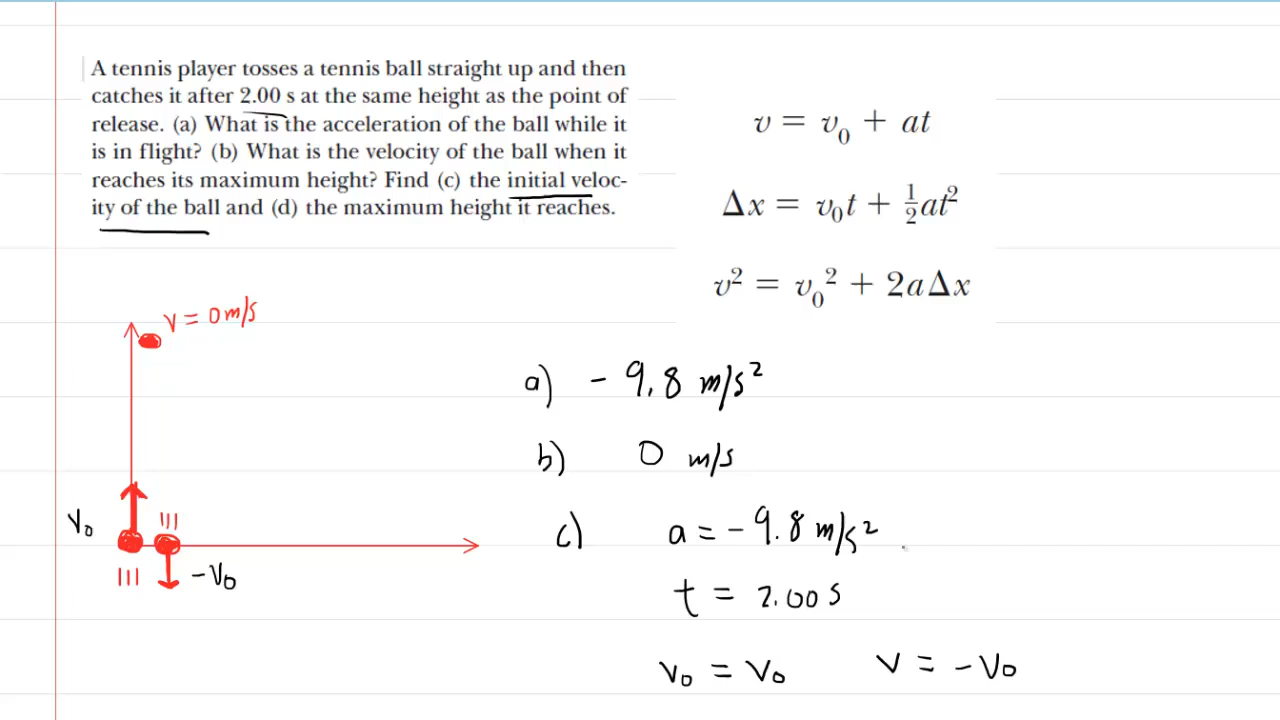 A tennis player tosses a tennis ball straight up and then
catches it after 2.00 s at the same height as the point of
release. (a) What is the acceleration of the ball while it
is in flight? (b) What is the velocity of the ball when it
reaches its maximum height? Find (c) the initial veloc-
ity of the ball and (d) the maximum height it reaches.
v = v₀ + at
Δx = v₀t + ½at²
v² = v₀² + 2aΔx
v = 0 m/s
a) - 9.8 m/s²
b) 0 m/s
v₀
-v₀
c) a = -9.8 m/s²
t = 2.00 s
v₀ = v₀ v = -v₀